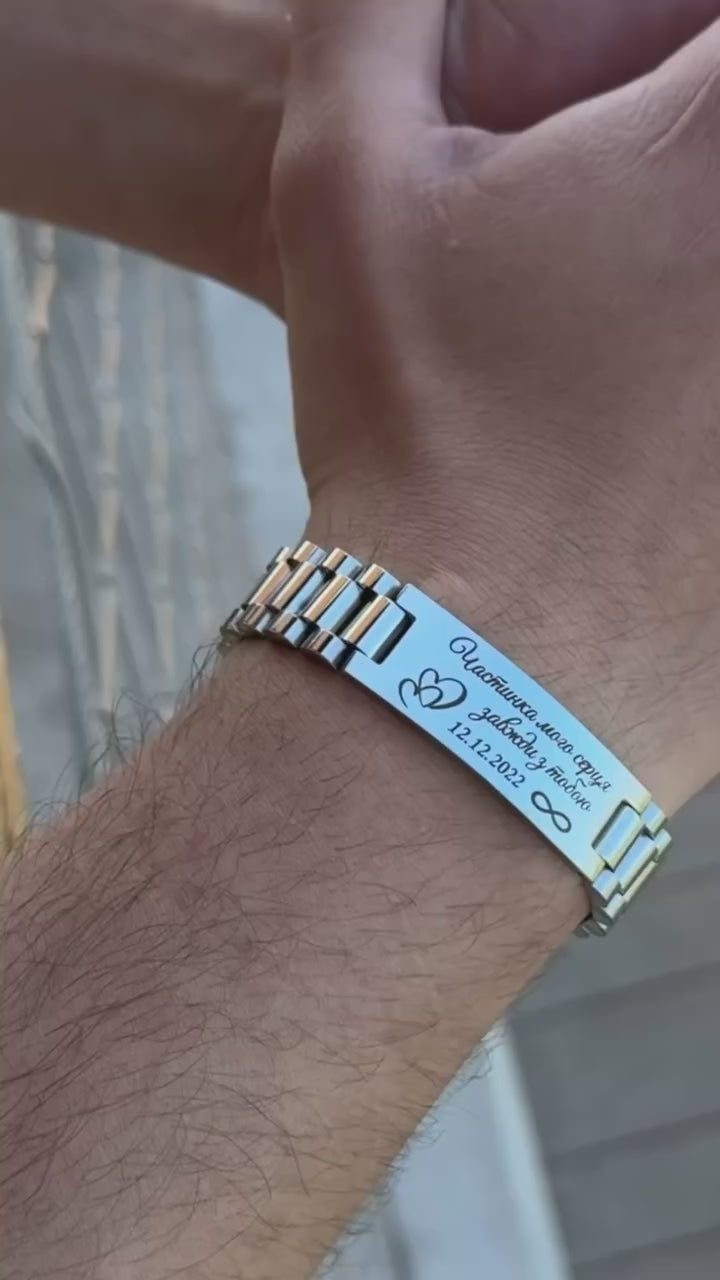 Частинка мого серця
завжди з тобою
12.12.2022